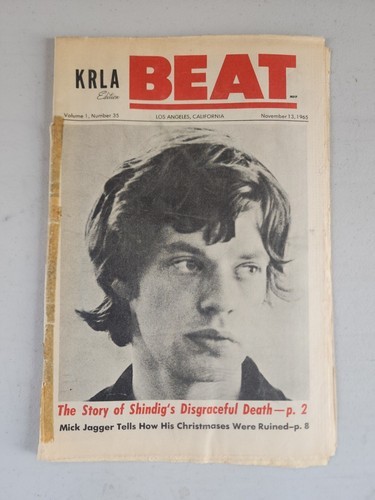 KRLA BEAT
Edition
Volume 1, Number 35 LOS ANGELES, CALIFORNIA November 13, 1965
The Story of Shindig's Disgraceful Death—p. 2
Mick Jagger Tells How His Christmases Were Ruined—p. 8